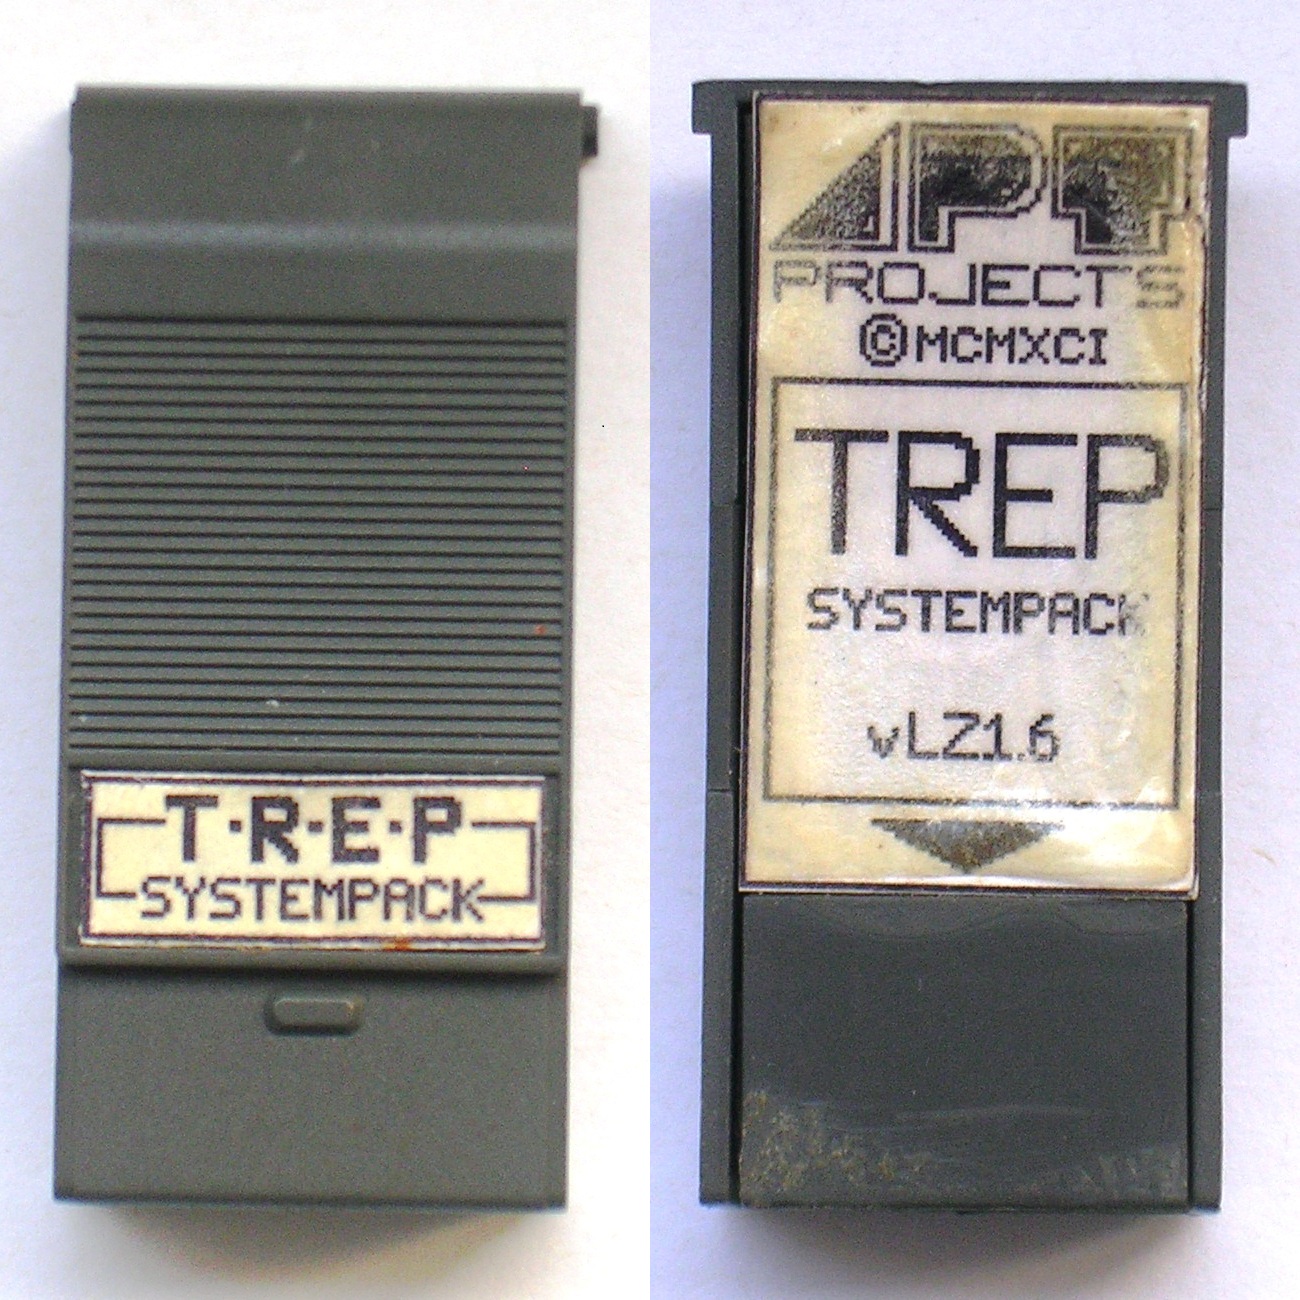 T·R·E·P
SYSTEMPACK
PROJECTS
©MCMXCI
TREP
SYSTEMPACK
vLZ1.6